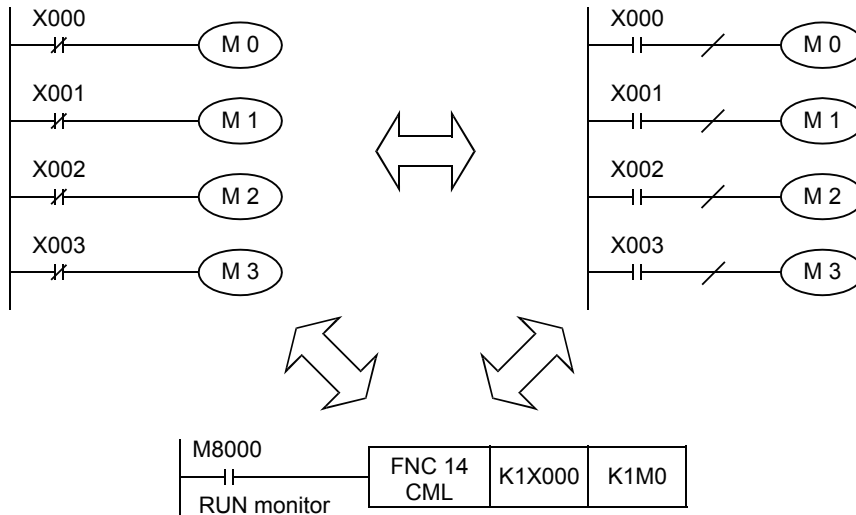 X000
M 0
X001
M 1
X002
M 2
X003
M 3
X000
M 0
X001
M 1
X002
M 2
X003
M 3
M8000
FNC 14
CML
K1X000
K1M0
RUN monitor